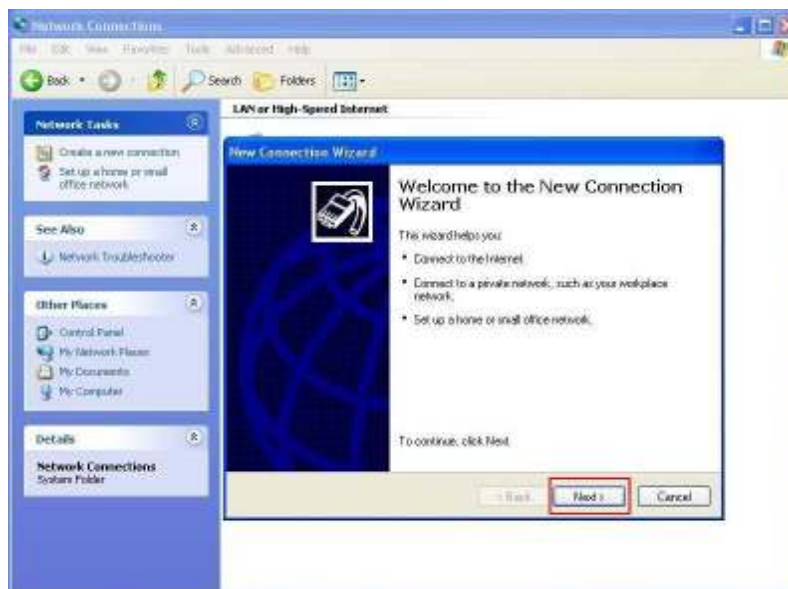 Network Connections
File Edit View Favorites Tools Advanced Help
Back Search Folders
LAN or High-Speed Internet
Network Tasks
Create a new connection
Set up a home or small
office network
See Also
Network Troubleshooter
Other Places
Control Panel
My Network Places
My Documents
My Computer
Details
Network Connections
System Folder
New Connection Wizard
Welcome to the New Connection
Wizard
This wizard helps you:
* Connect to the Internet.
* Connect to a private network, such as your workplace
network.
* Set up a home or small office network.
To continue, click Next.
< Back Next > Cancel